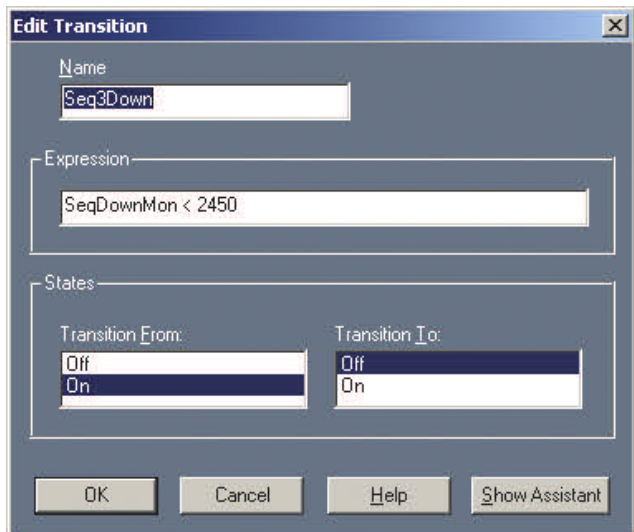 Edit Transition
Name
Seq3Down
Expression
SeqDownMon < 2450
States
Transition From:
Transition To:
Off
On
Off
On
OK
Cancel
Help
Show Assistant